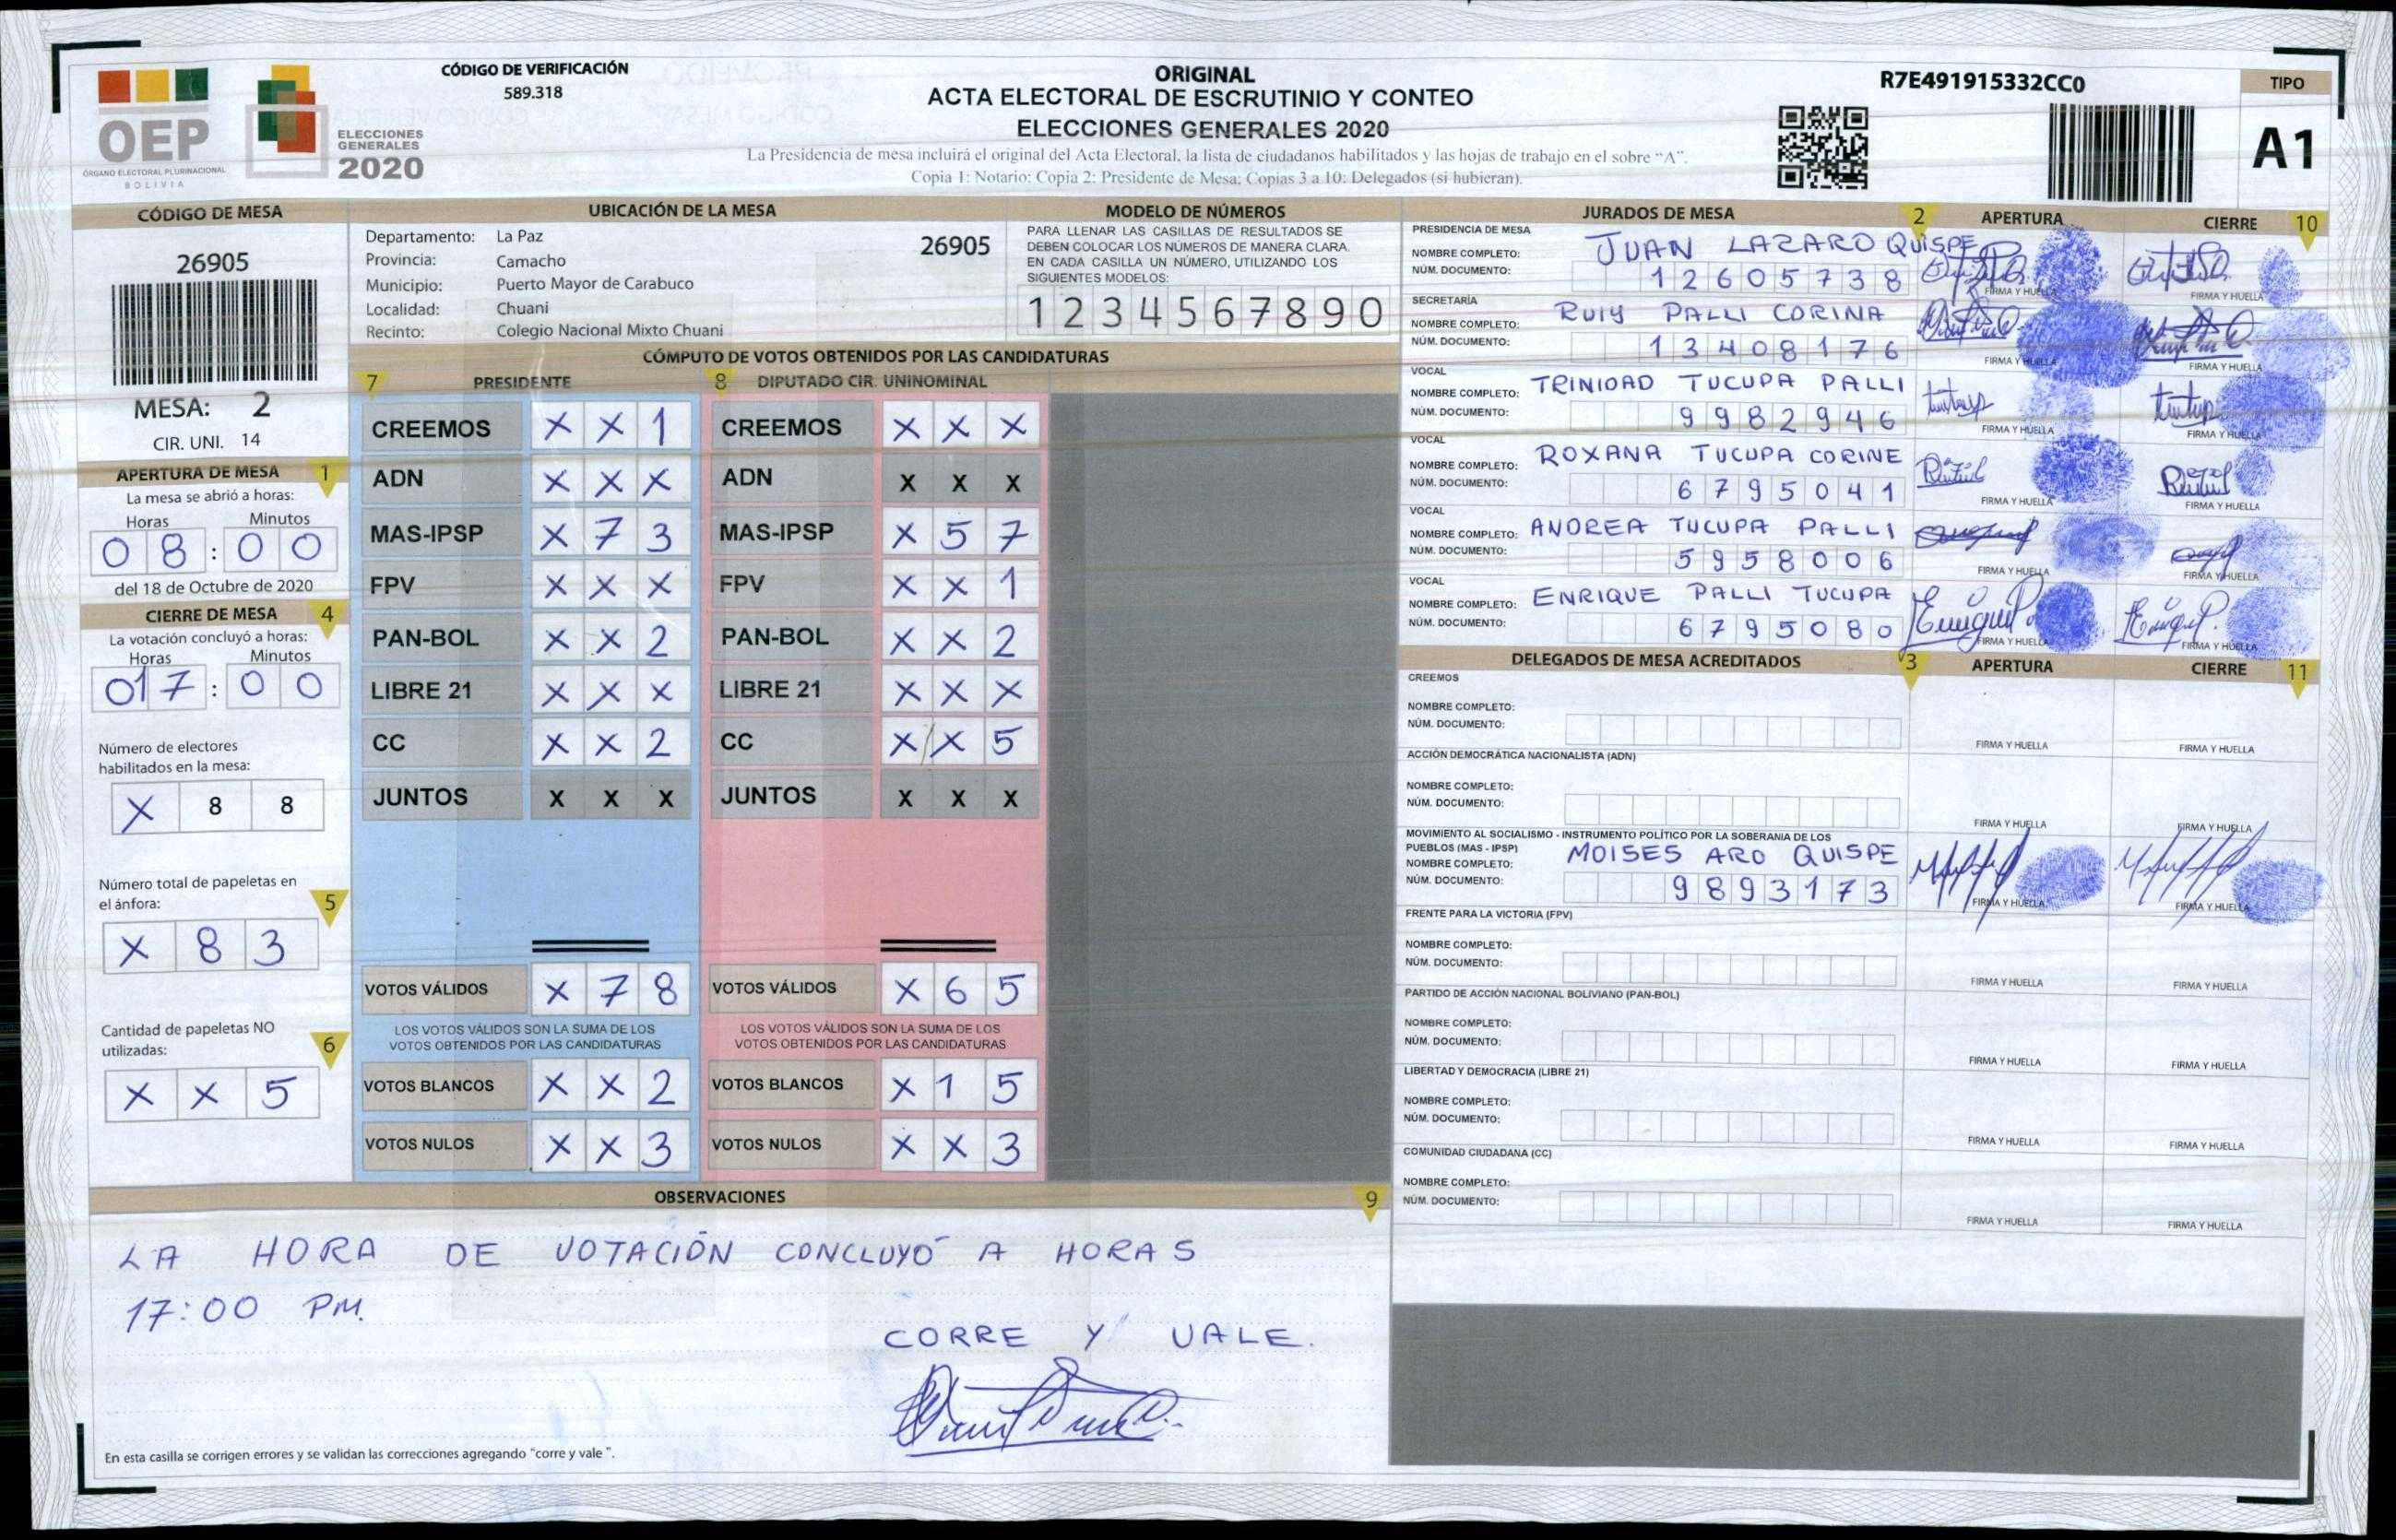 CÓDIGO DE VERIFICACIÓN
589.318
OEP
ÓRGANO ELECTORAL PLURINACIONAL
BOLIVIA
ELECCIONES
GENERALES
2020
ORIGINAL
ACTA ELECTORAL DE ESCRUTINIO Y CONTEO
ELECCIONES GENERALES 2020
La Presidencia de mesa incluirá el original del Acta Electoral, la lista de ciudadanos habilitados y las hojas de trabajo en el sobre "A".
Copia 1: Notario; Copia 2: Presidente de Mesa; Copias 3 a 10: Delegados (si hubieran).
R7E491915332CC0
TIPO
A1
CÓDIGO DE MESA
26905
MESA: 2
CIR. UNI. 14
APERTURA DE MESA 1
La mesa se abrió a horas:
Horas Minutos
08:00
del 18 de Octubre de 2020
CIERRE DE MESA 4
La votación concluyó a horas:
Horas Minutos
17:00
Número de electores
habilitados en la mesa:
X 8 8
Número total de papeletas en
el ánfora: 5
X 8 3
Cantidad de papeletas NO
utilizadas: 6
X X 5
UBICACIÓN DE LA MESA
Departamento: La Paz
Provincia: Camacho
Municipio: Puerto Mayor de Carabuco
Localidad: Chuani
Recinto: Colegio Nacional Mixto Chuani
26905
MODELO DE NÚMEROS
PARA LLENAR LAS CASILLAS DE RESULTADOS SE
DEBEN COLOCAR LOS NÚMEROS DE MANERA CLARA.
EN CADA CASILLA UN NÚMERO, UTILIZANDO LOS
SIGUIENTES MODELOS:
1 2 3 4 5 6 7 8 9 0
CÓMPUTO DE VOTOS OBTENIDOS POR LAS CANDIDATURAS
7 PRESIDENTE 8 DIPUTADO CIR. UNINOMINAL
CREEMOS X X 1 CREEMOS X X X
ADN X X X ADN X X X
MAS-IPSP X 7 3 MAS-IPSP X 5 7
FPV X X X FPV X X 1
PAN-BOL X X 2 PAN-BOL X X 2
LIBRE 21 X X X LIBRE 21 X X X
CC X X 2 CC X X 5
JUNTOS X X X JUNTOS X X X
VOTOS VÁLIDOS X 7 8 VOTOS VÁLIDOS X 6 5
LOS VOTOS VÁLIDOS SON LA SUMA DE LOS LOS VOTOS VÁLIDOS SON LA SUMA DE LOS
VOTOS OBTENIDOS POR LAS CANDIDATURAS VOTOS OBTENIDOS POR LAS CANDIDATURAS
VOTOS BLANCOS X X 2 VOTOS BLANCOS X 1 5
VOTOS NULOS X X 3 VOTOS NULOS X X 3
JURADOS DE MESA 2 APERTURA CIERRE 10
PRESIDENCIA DE MESA
NOMBRE COMPLETO: JUAN LAZARO QUISPE
NÚM. DOCUMENTO: 12605738
FIRMA Y HUELLA FIRMA Y HUELLA
SECRETARÍA
NOMBRE COMPLETO: RUIY PALLI CORINA
NÚM. DOCUMENTO: 13408176
FIRMA Y HUELLA FIRMA Y HUELLA
VOCAL
NOMBRE COMPLETO: TRINIDAD TUCUPA PALLI
NÚM. DOCUMENTO: 9982946
FIRMA Y HUELLA FIRMA Y HUELLA
VOCAL
NOMBRE COMPLETO: ROXANA TUCUPA CORINE
NÚM. DOCUMENTO: 6795041
FIRMA Y HUELLA FIRMA Y HUELLA
VOCAL
NOMBRE COMPLETO: ANDREA TUCUPA PALLI
NÚM. DOCUMENTO: 5958006
FIRMA Y HUELLA FIRMA Y HUELLA
VOCAL
NOMBRE COMPLETO: ENRIQUE PALLI TUCUPA
NÚM. DOCUMENTO: 6795080
FIRMA Y HUELLA FIRMA Y HUELLA
DELEGADOS DE MESA ACREDITADOS 3 APERTURA CIERRE 11
CREEMOS
NOMBRE COMPLETO:
NÚM. DOCUMENTO:
FIRMA Y HUELLA FIRMA Y HUELLA
ACCIÓN DEMOCRÁTICA NACIONALISTA (ADN)
NOMBRE COMPLETO:
NÚM. DOCUMENTO:
FIRMA Y HUELLA FIRMA Y HUELLA
MOVIMIENTO AL SOCIALISMO - INSTRUMENTO POLÍTICO POR LA SOBERANIA DE LOS
PUEBLOS (MAS - IPSP)
NOMBRE COMPLETO: MOISES ARO QUISPE
NÚM. DOCUMENTO: 9893173
FIRMA Y HUELLA FIRMA Y HUELLA
FRENTE PARA LA VICTORIA (FPV)
NOMBRE COMPLETO:
NÚM. DOCUMENTO:
FIRMA Y HUELLA FIRMA Y HUELLA
PARTIDO DE ACCIÓN NACIONAL BOLIVIANO (PAN-BOL)
NOMBRE COMPLETO:
NÚM. DOCUMENTO:
FIRMA Y HUELLA FIRMA Y HUELLA
LIBERTAD Y DEMOCRACIA (LIBRE 21)
NOMBRE COMPLETO:
NÚM. DOCUMENTO:
FIRMA Y HUELLA FIRMA Y HUELLA
COMUNIDAD CIUDADANA (CC)
NOMBRE COMPLETO:
NÚM. DOCUMENTO:
FIRMA Y HUELLA FIRMA Y HUELLA
OBSERVACIONES 9
LA HORA DE VOTACIÓN CONCLUYÓ A HORAS
17:00 PM.
CORRE Y VALE.
En esta casilla se corrigen errores y se validan las correcciones agregando "corre y vale ".